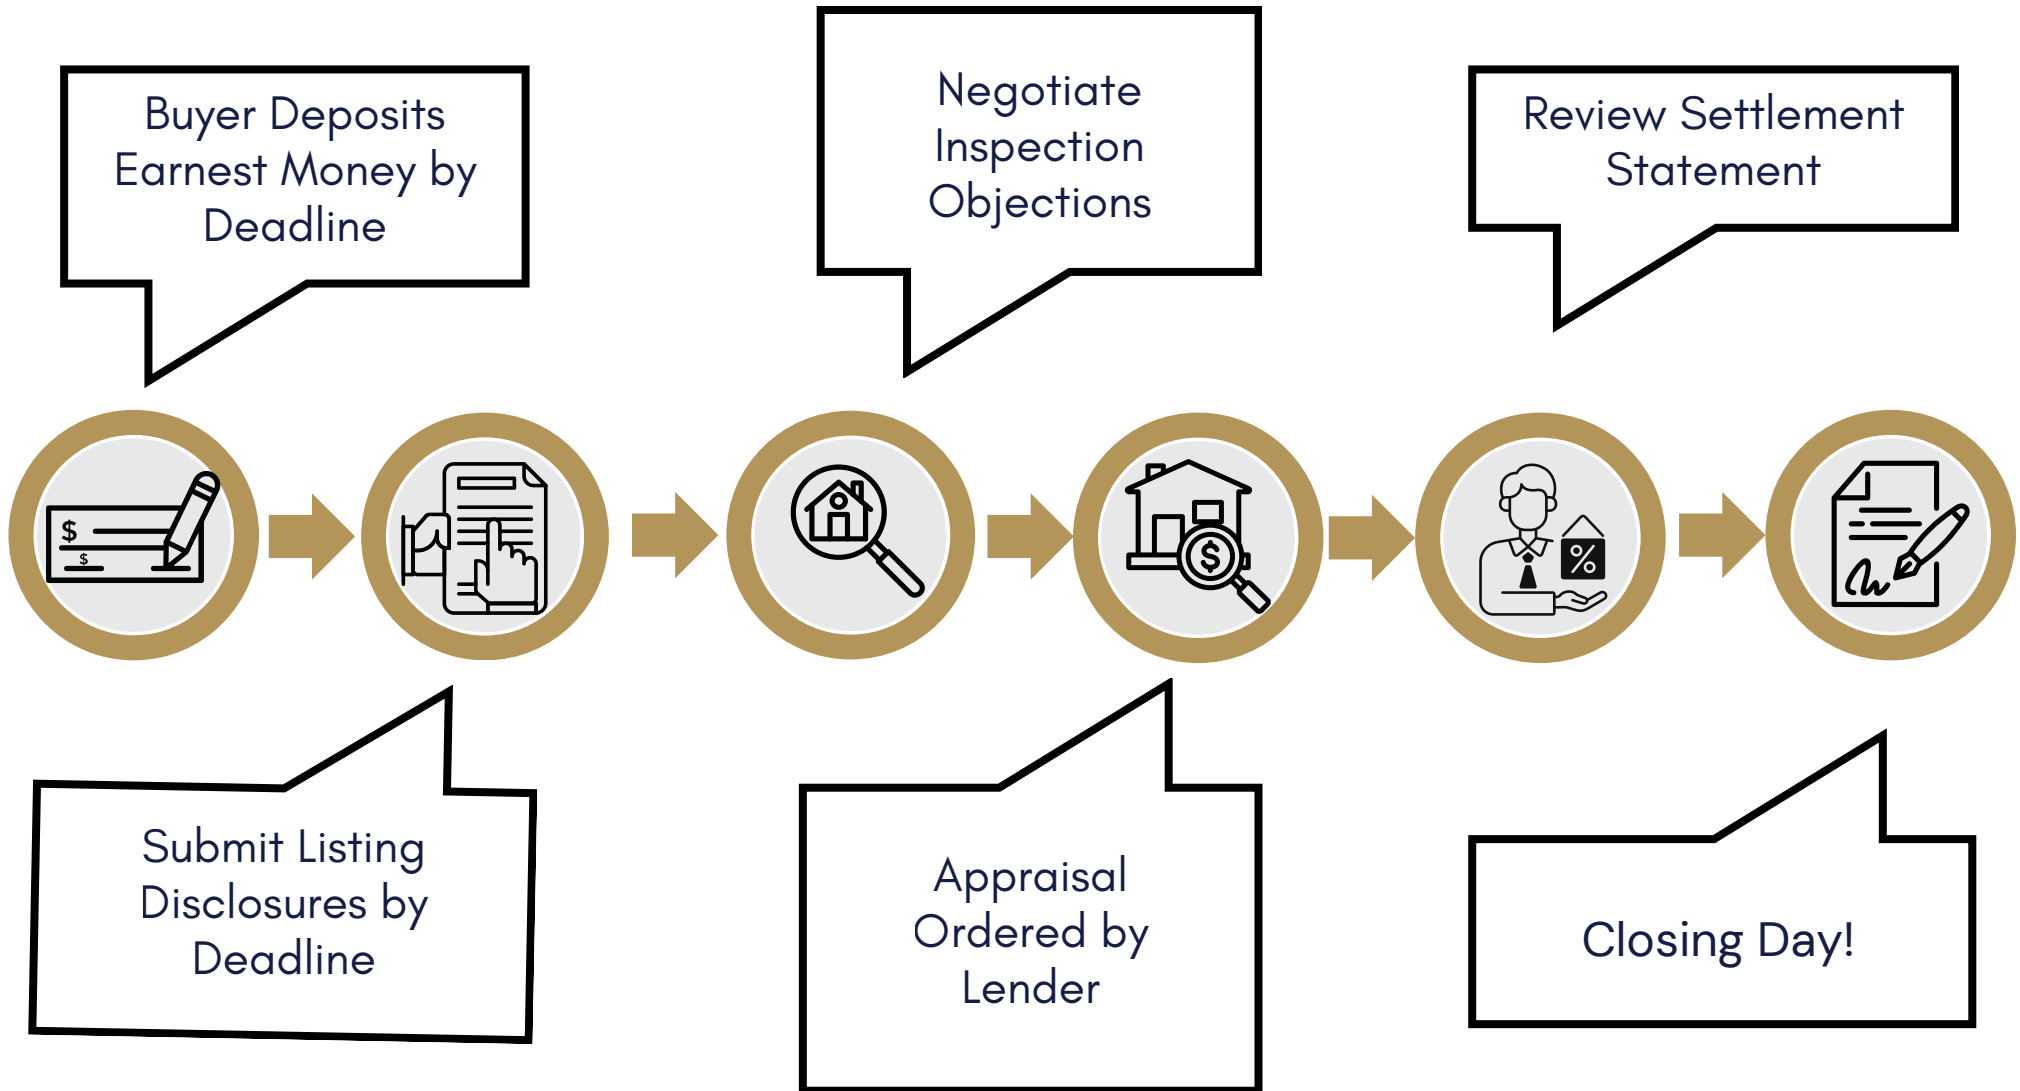 Buyer Deposits
Earnest Money by
Deadline
Submit Listing
Disclosures by
Deadline
Negotiate
Inspection
Objections
Appraisal
Ordered by
Lender
Review Settlement
Statement
Closing Day!
$
$
$
%